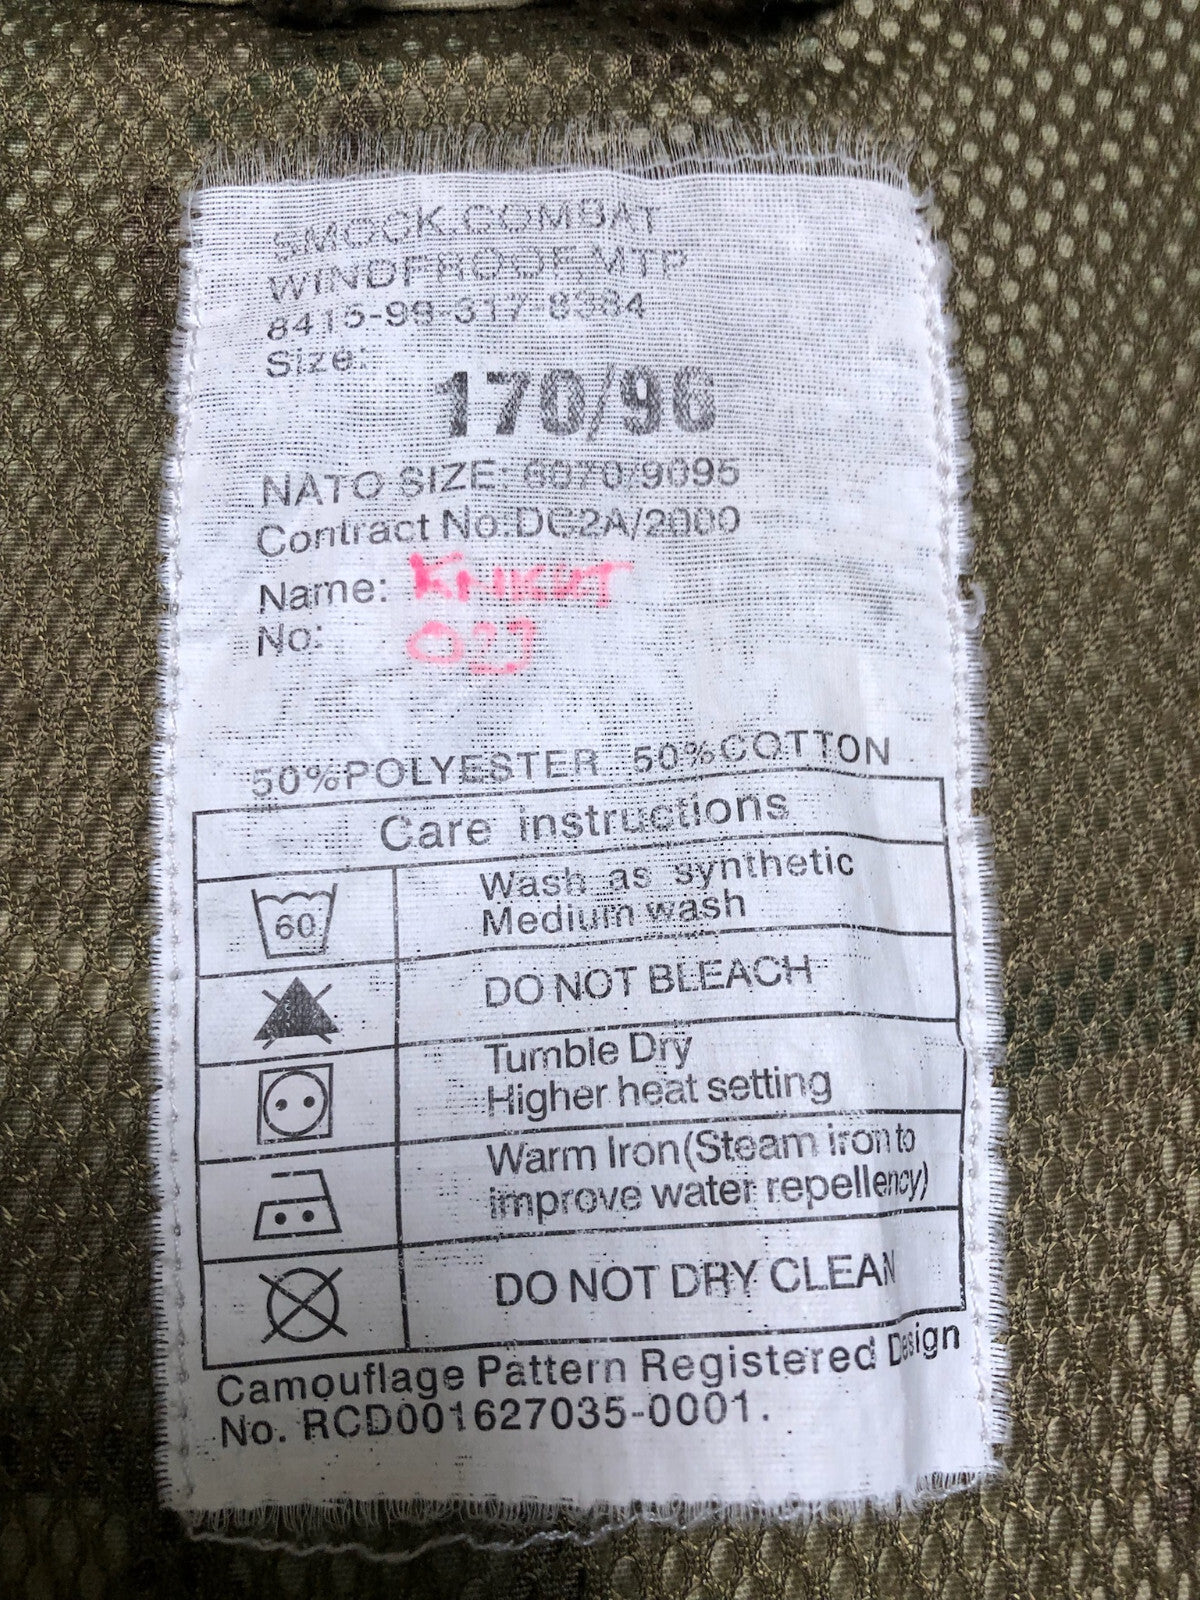 SMOCK.COMBAT
WINDPROOF,MTP
8415-99-317-8384
Size:
170/96
NATO SIZE: 6070/9095
Contract No:DC2A/2000
Name: KNIGHT
No:
50%POLYESTER 50%COTTON
Care instructions
60
Wash as synthetic
Medium wash
DO NOT BLEACH
Tumble Dry
Higher heat setting
Warm Iron(Steam iron to
improve water repellency)
DO NOT DRY CLEAN
Camouflage Pattern Registered Design
No. RCD001627035-0001.